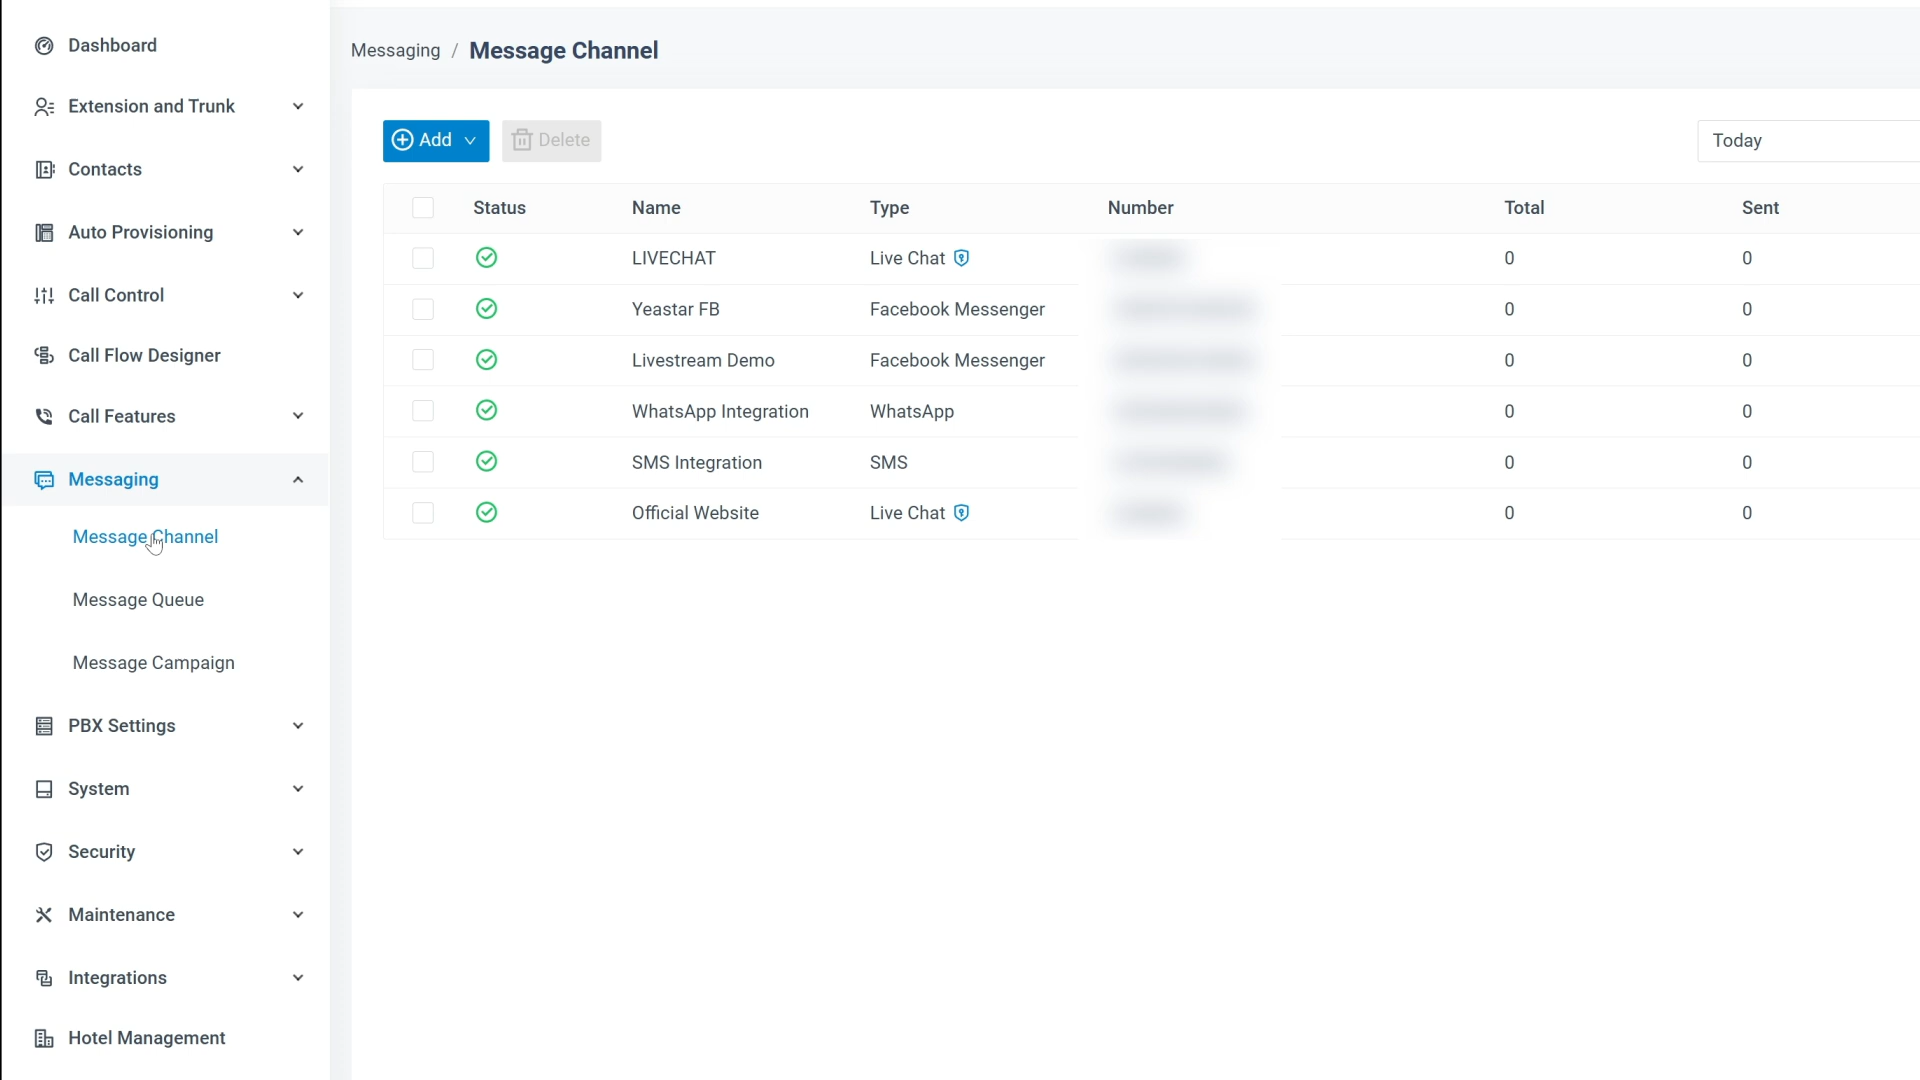 Dashboard
Extension and Trunk
Contacts
Auto Provisioning
Call Control
Call Flow Designer
Call Features
Messaging
Message Channel
Message Queue
Message Campaign
PBX Settings
System
Security
Maintenance
Integrations
Hotel Management
Messaging / Message Channel
Add Delete Today
Status Name Type Number Total Sent
LIVECHAT Live Chat 0 0
Yeastar FB Facebook Messenger 0 0
Livestream Demo Facebook Messenger 0 0
WhatsApp Integration WhatsApp 0 0
SMS Integration SMS 0 0
Official Website Live Chat 0 0